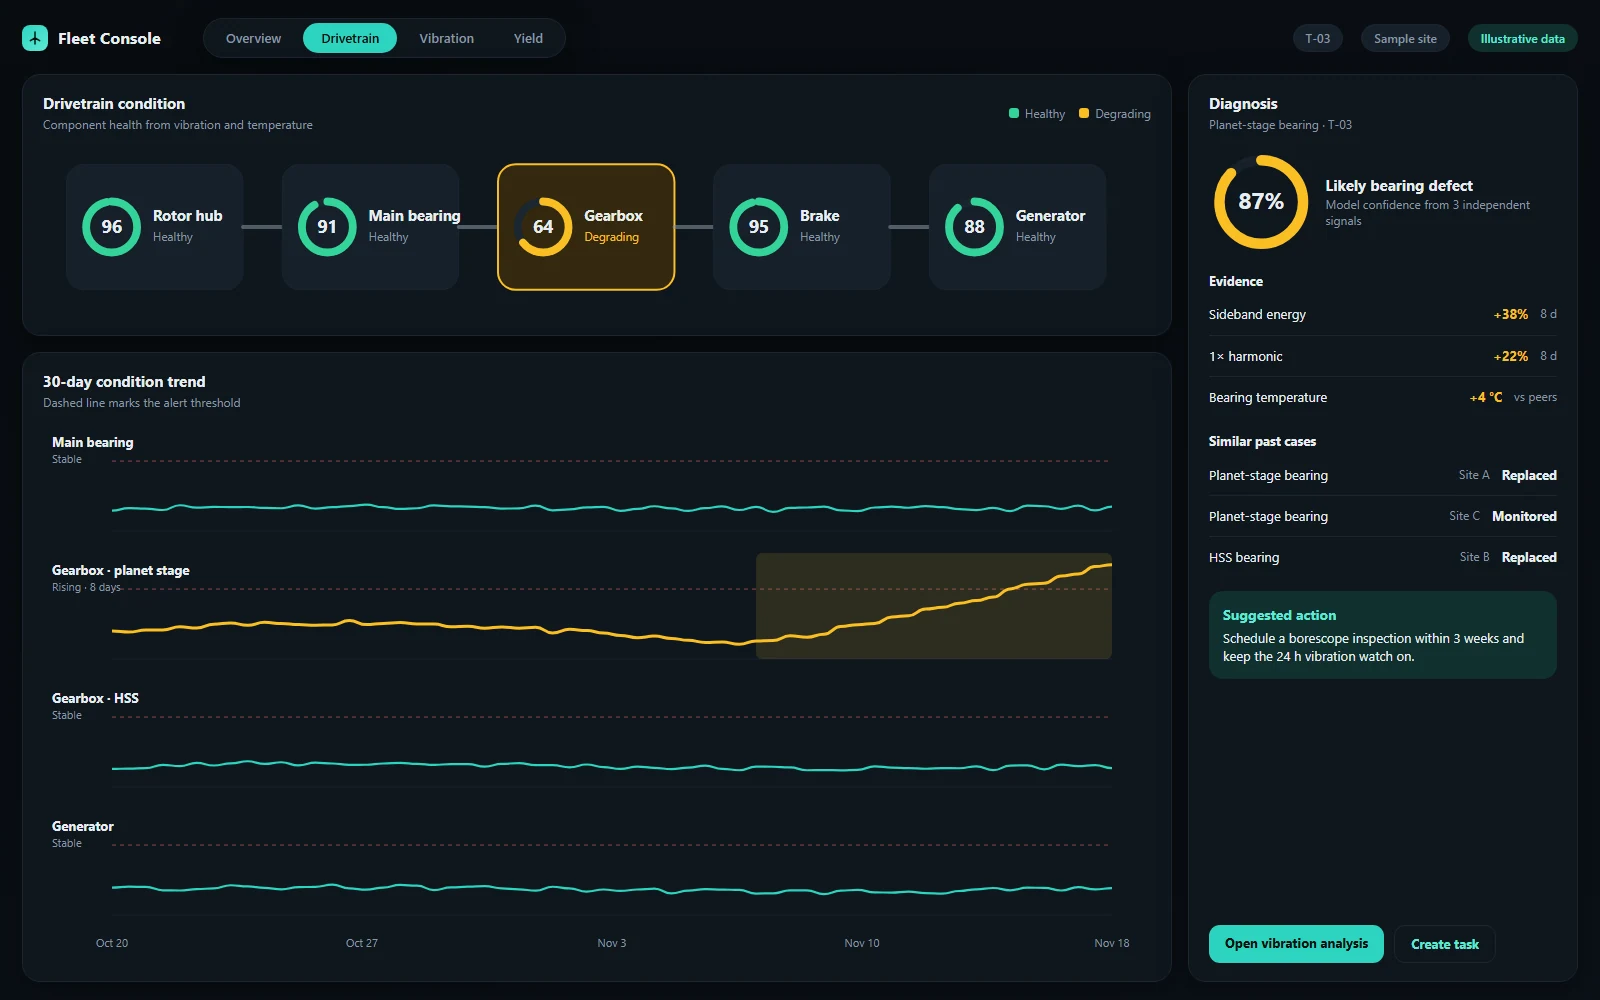 Fleet Console
Overview
Drivetrain
Vibration
Yield
T-03
Sample site
Illustrative data
Drivetrain condition
Component health from vibration and temperature
Healthy
Degrading
96
Rotor hub
Healthy
91
Main bearing
Healthy
64
Gearbox
Degrading
95
Brake
Healthy
88
Generator
Healthy
30-day condition trend
Dashed line marks the alert threshold
Main bearing
Stable
Gearbox · planet stage
Rising · 8 days
Gearbox · HSS
Stable
Generator
Stable
Oct 20
Oct 27
Nov 3
Nov 10
Nov 18
Diagnosis
Planet-stage bearing · T-03
87%
Likely bearing defect
Model confidence from 3 independent
signals
Evidence
Sideband energy +38% 8 d
1× harmonic +22% 8 d
Bearing temperature +4 °C vs peers
Similar past cases
Planet-stage bearing Site A Replaced
Planet-stage bearing Site C Monitored
HSS bearing Site B Replaced
Suggested action
Schedule a borescope inspection within 3 weeks and
keep the 24 h vibration watch on.
Open vibration analysis
Create task